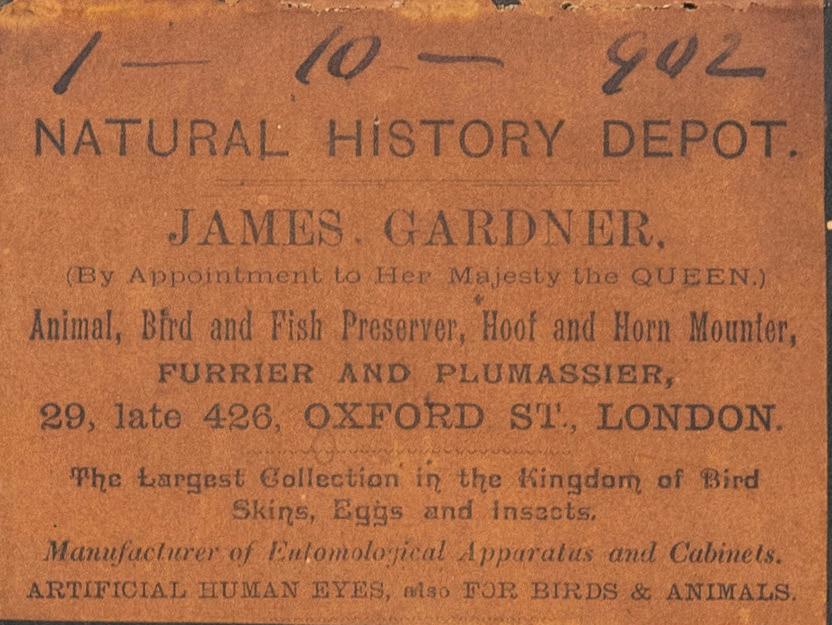 1 — 10 — 902
NATURAL HISTORY DEPOT.
JAMES. GARDNER,
(By Appointment to Her Majesty the QUEEN.)
Animal, Bird and Fish Preserver, Hoof and Horn Mounter,
FURRIER AND PLUMASSIER,
29, late 426, OXFORD ST., LONDON.
The Largest Collection in the Kingdom of Bird
Skins, Eggs and Insects.
Manufacturer of Entomological Apparatus and Cabinets.
ARTIFICIAL HUMAN EYES, also FOR BIRDS & ANIMALS.